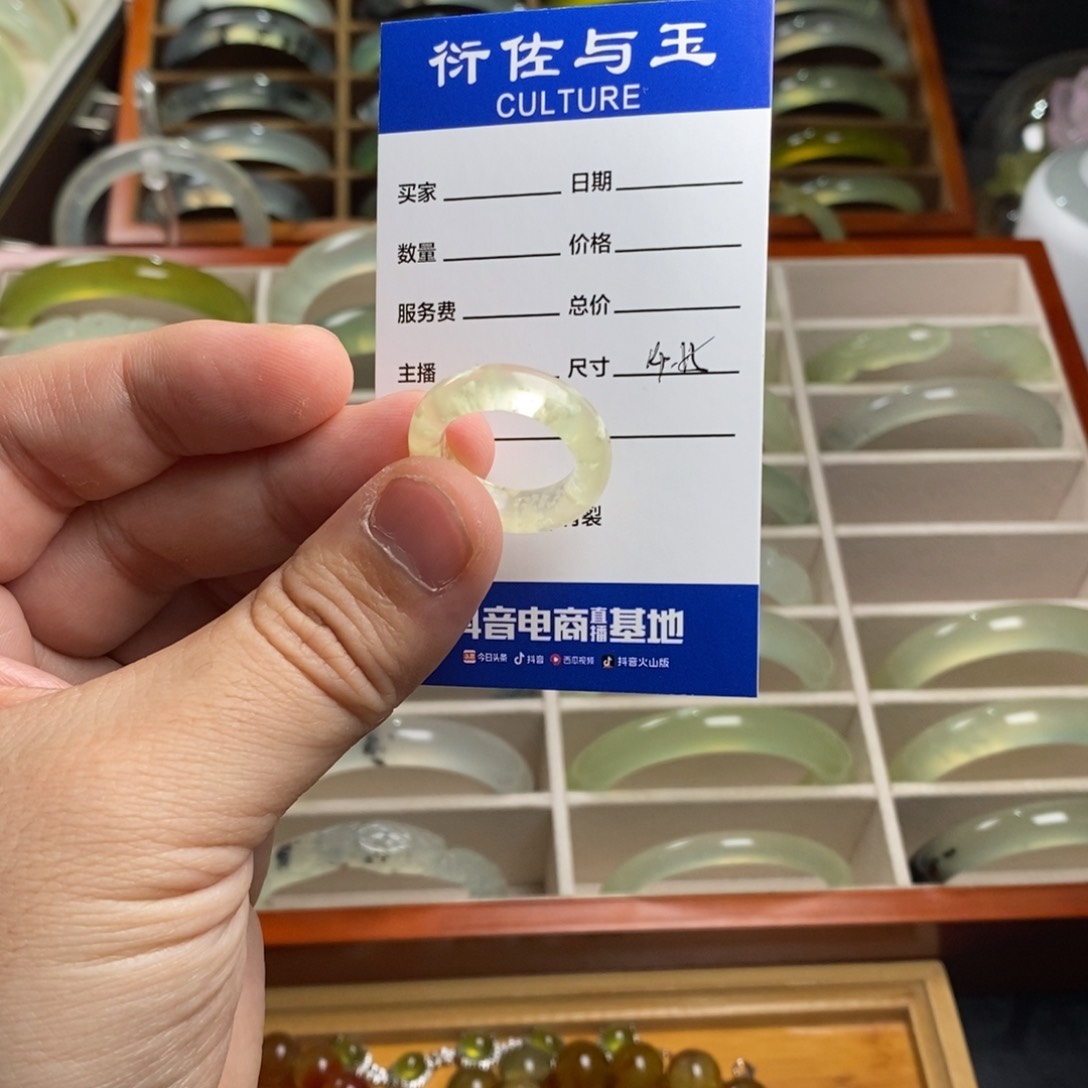 衍佐与玉
CULTURE
买家 日期
数量 价格
服务费 总价
主播 尺寸
裂
抖音电商直播基地
今日头条 抖音 西瓜视频 抖音火山版